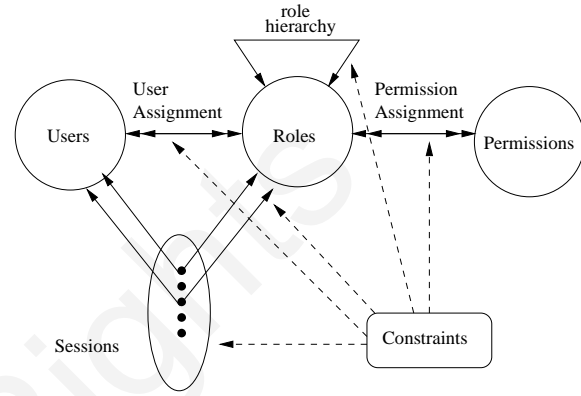 role
hierarchy
User
Assignment
Permission
Assignment
Users
Roles
Permissions
Sessions
Constraints